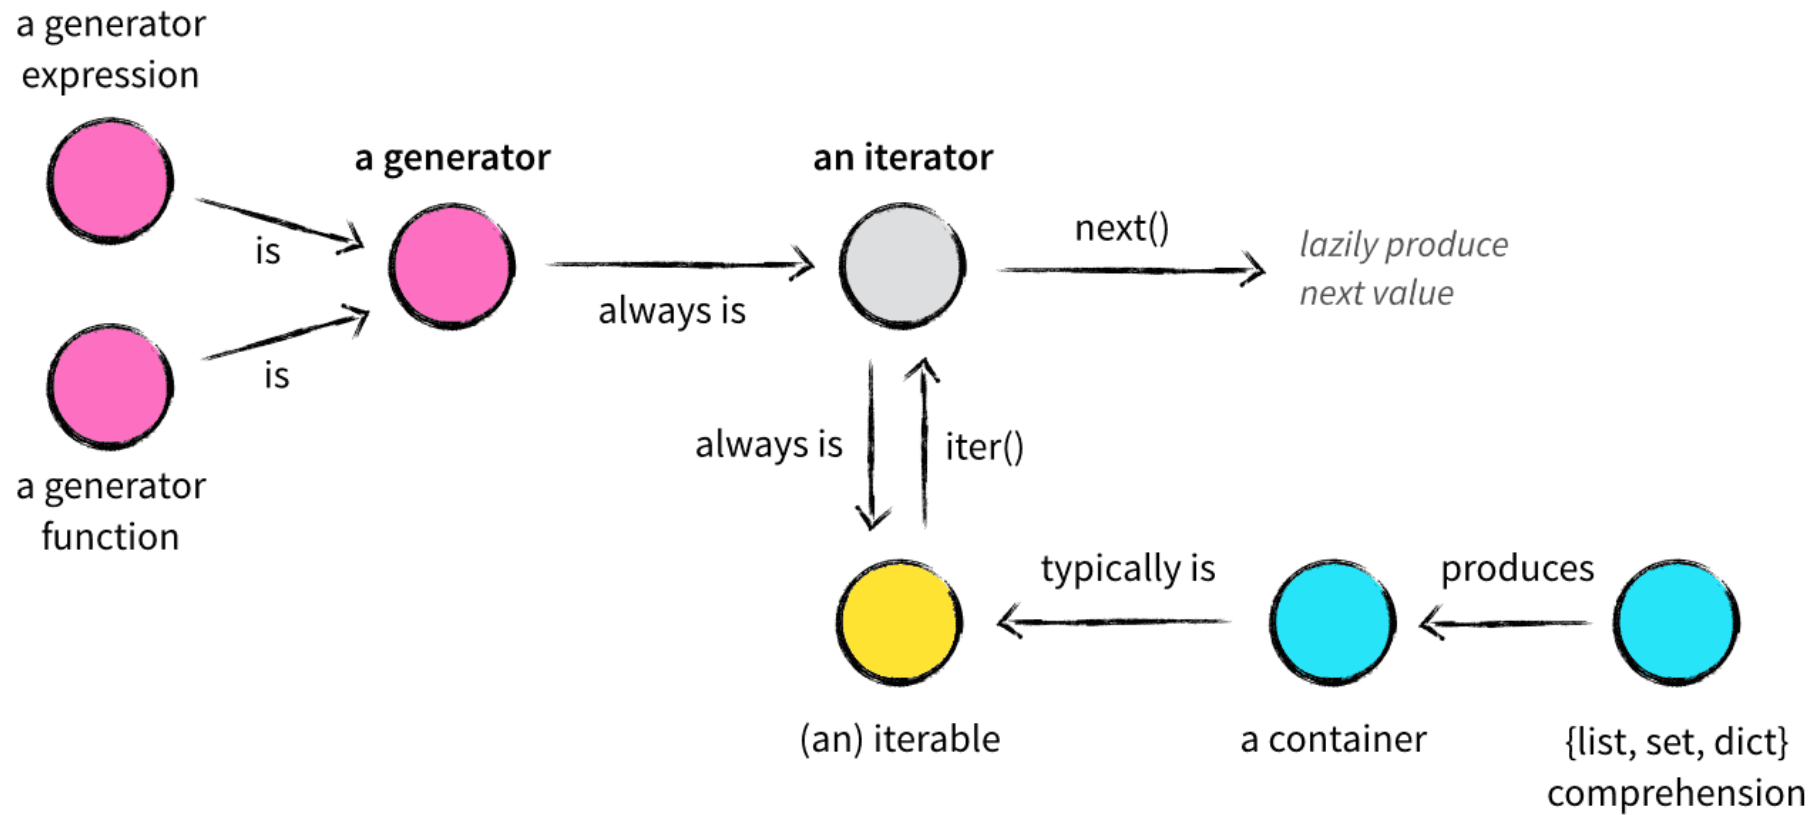 a generator
expression
a generator
an iterator
is
next()
lazily produce
next value
always is
is
a generator
function
always is
iter()
typically is
produces
(an) iterable
a container
{list, set, dict}
comprehension